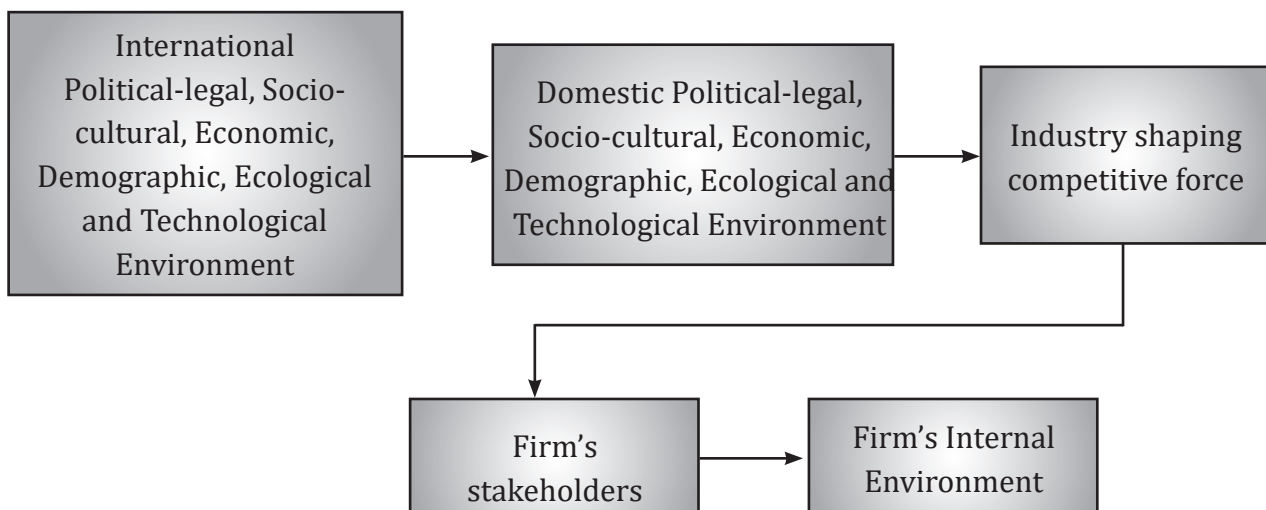 International
Political-legal, Socio-
cultural, Economic,
Demographic, Ecological
and Technological
Environment
Domestic Political-legal,
Socio-cultural, Economic,
Demographic, Ecological and
Technological Environment
Industry shaping
competitive force
Firm's
stakeholders
Firm's Internal
Environment